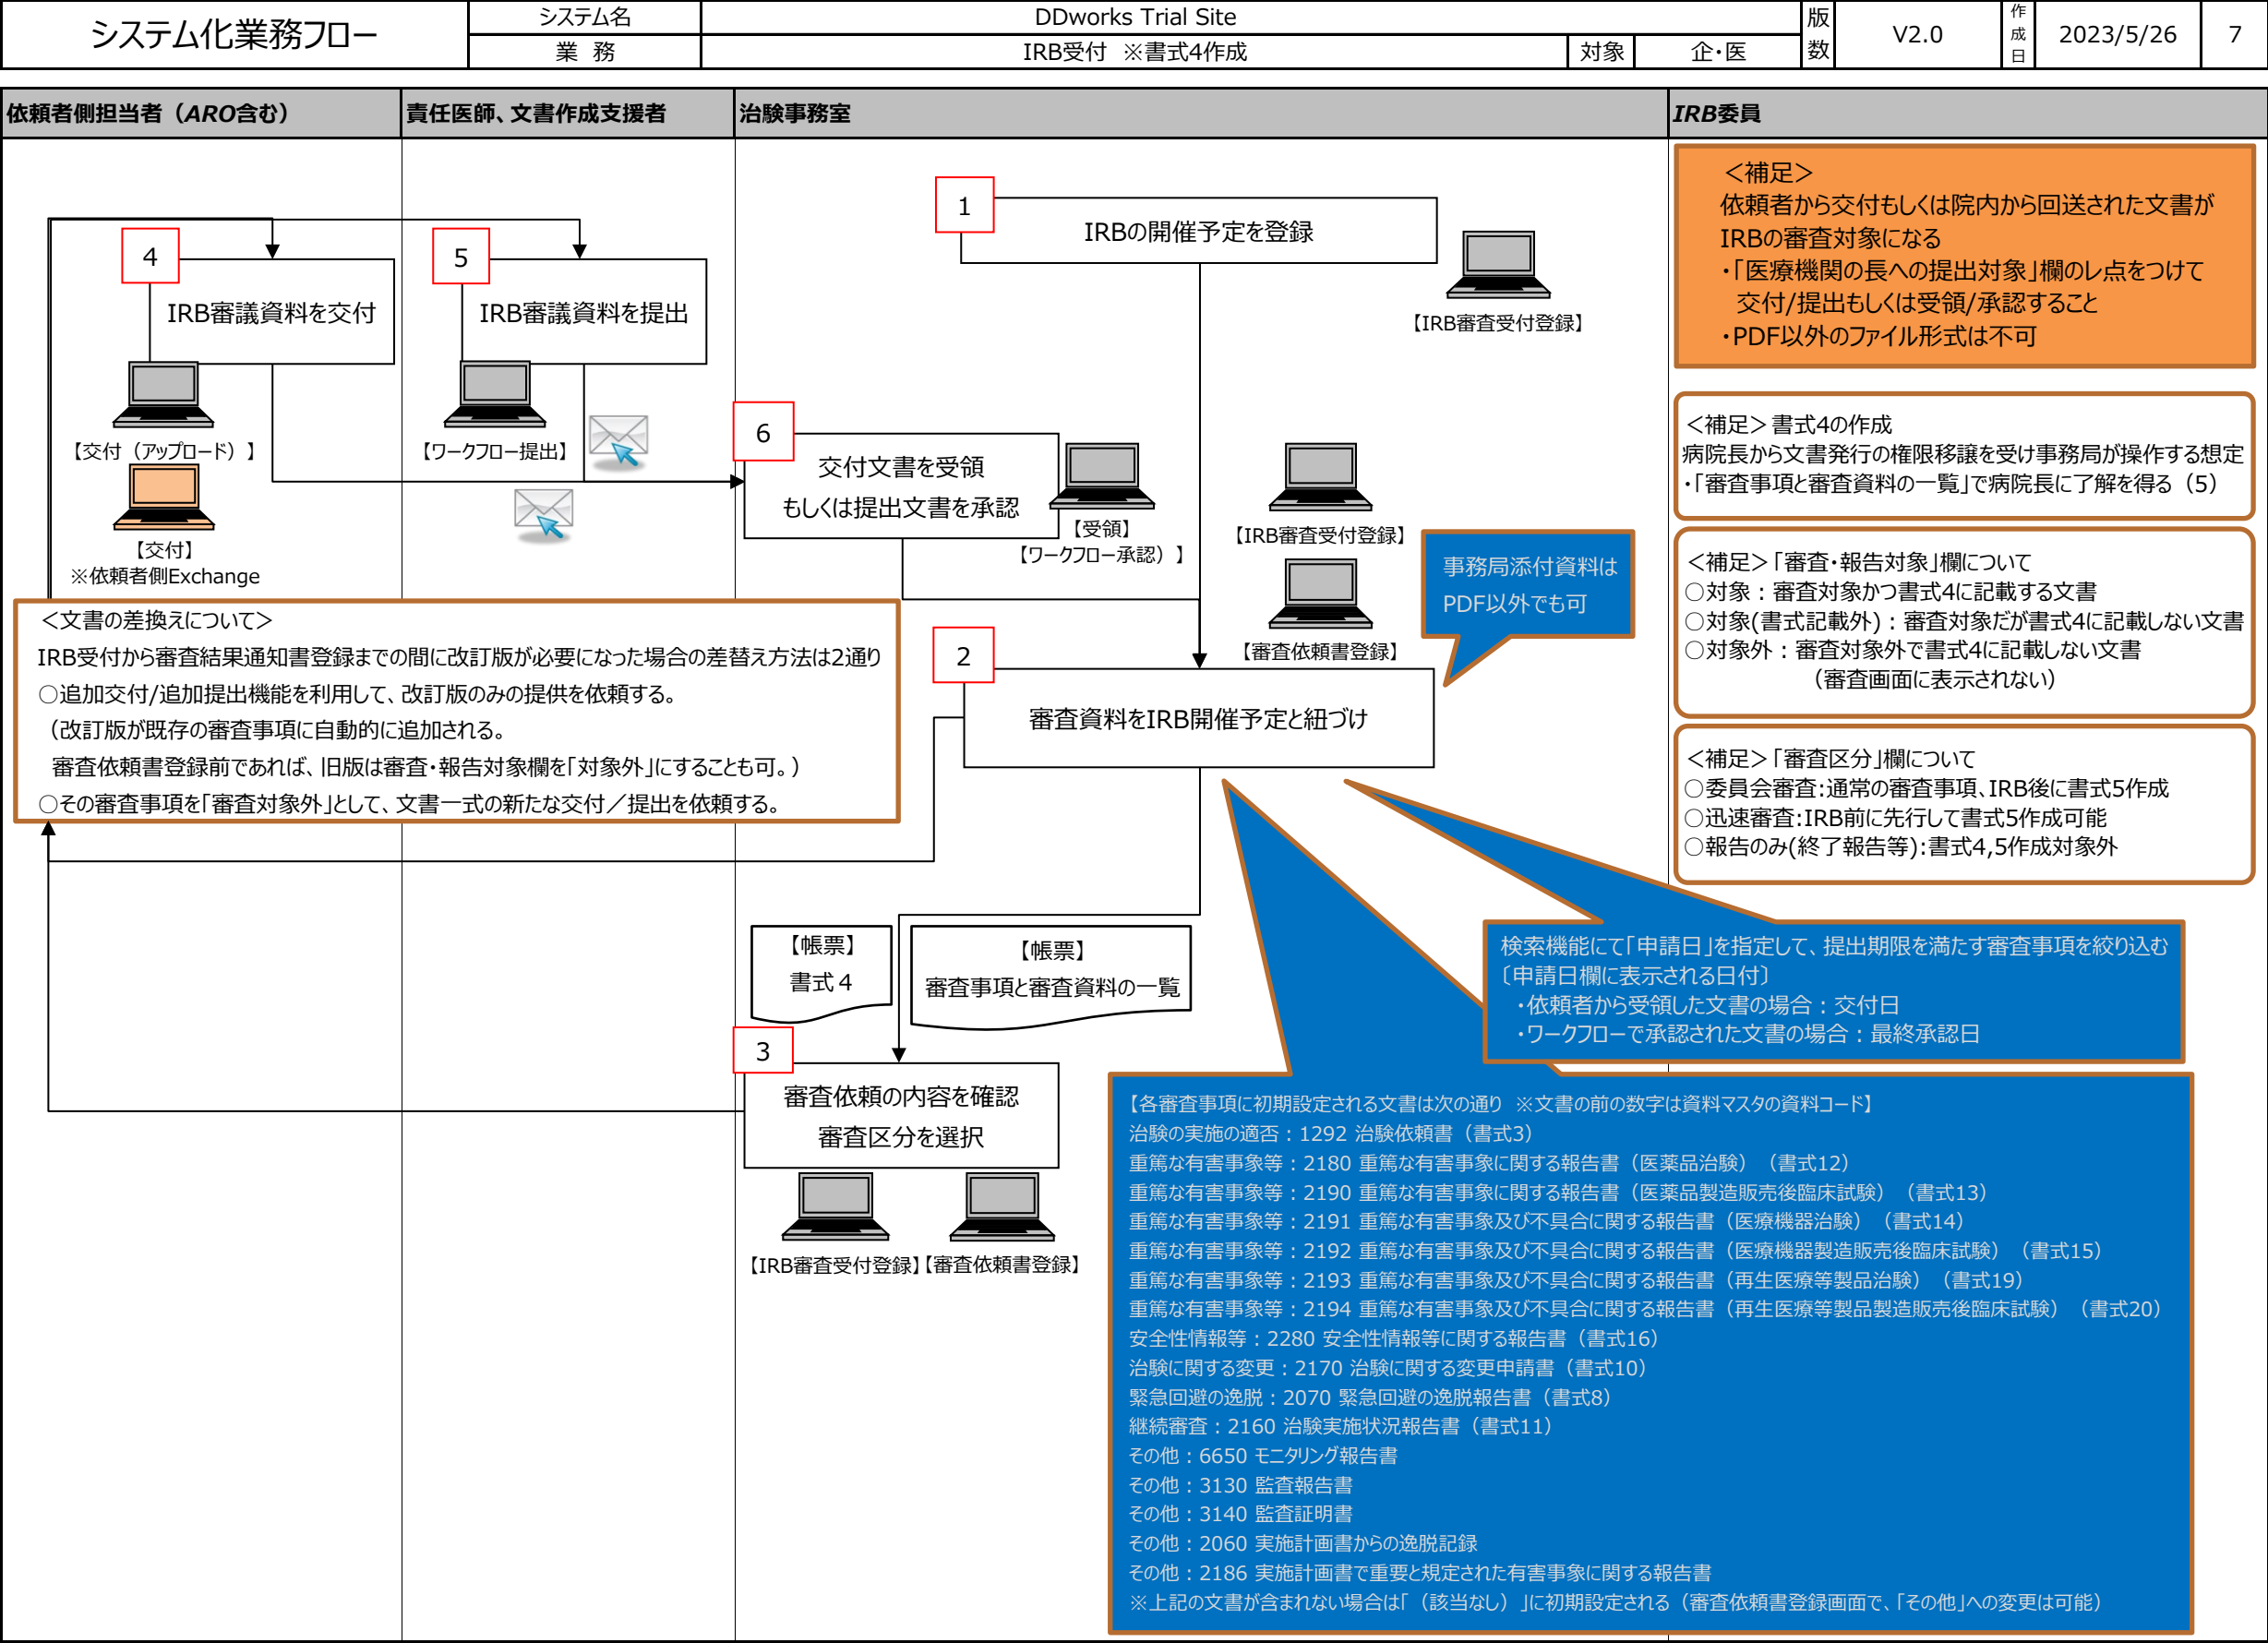 システム化業務フロー
システム名
DDworks Trial Site
業 務
IRB受付 ※書式4作成
対象
企・医
版数
V2.0
作成日
2023/5/26
7
依頼者側担当者（ARO含む）
責任医師、文書作成支援者
治験事務室
IRB委員
1
IRBの開催予定を登録
【IRB審査受付登録】
4
IRB審議資料を交付
【交付（アップロード）】
【交付】
※依頼者側Exchange
5
IRB審議資料を提出
【ワークフロー提出】
6
交付文書を受領
もしくは提出文書を承認
【受領】
【ワークフロー承認）】
【IRB審査受付登録】
【審査依頼書登録】
事務局添付資料は
PDF以外でも可
2
審査資料をIRB開催予定と紐づけ
＜文書の差換えについて＞
IRB受付から審査結果通知書登録までの間に改訂版が必要になった場合の差替え方法は2通り
○追加交付/追加提出機能を利用して、改訂版のみの提供を依頼する。
（改訂版が既存の審査事項に自動的に追加される。
審査依頼書登録前であれば、旧版は審査・報告対象欄を「対象外」にすることも可。）
○その審査事項を「審査対象外」として、文書一式の新たな交付／提出を依頼する。
＜補足＞
依頼者から交付もしくは院内から回送された文書が
IRBの審査対象になる
・「医療機関の長への提出対象」欄のレ点をつけて
交付/提出もしくは受領/承認すること
・PDF以外のファイル形式は不可
＜補足＞書式4の作成
病院長から文書発行の権限移譲を受け事務局が操作する想定
・「審査事項と審査資料の一覧」で病院長に了解を得る（5）
＜補足＞「審査・報告対象」欄について
○対象：審査対象かつ書式4に記載する文書
○対象(書式記載外)：審査対象だが書式4に記載しない文書
○対象外：審査対象外で書式4に記載しない文書
（審査画面に表示されない）
＜補足＞「審査区分」欄について
○委員会審査:通常の審査事項、IRB後に書式5作成
○迅速審査:IRB前に先行して書式5作成可能
○報告のみ(終了報告等):書式4,5作成対象外
【帳票】
書式４
【帳票】
審査事項と審査資料の一覧
3
審査依頼の内容を確認
審査区分を選択
【IRB審査受付登録】【審査依頼書登録】
検索機能にて「申請日」を指定して、提出期限を満たす審査事項を絞り込む
〔申請日欄に表示される日付〕
・依頼者から受領した文書の場合：交付日
・ワークフローで承認された文書の場合：最終承認日
【各審査事項に初期設定される文書は次の通り ※文書の前の数字は資料マスタの資料コード】
治験の実施の適否：1292 治験依頼書（書式3）
重篤な有害事象等：2180 重篤な有害事象に関する報告書（医薬品治験）（書式12）
重篤な有害事象等：2190 重篤な有害事象に関する報告書（医薬品製造販売後臨床試験）（書式13）
重篤な有害事象等：2191 重篤な有害事象及び不具合に関する報告書（医療機器治験）（書式14）
重篤な有害事象等：2192 重篤な有害事象及び不具合に関する報告書（医療機器製造販売後臨床試験）（書式15）
重篤な有害事象等：2193 重篤な有害事象及び不具合に関する報告書（再生医療等製品治験）（書式19）
重篤な有害事象等：2194 重篤な有害事象及び不具合に関する報告書（再生医療等製品製造販売後臨床試験）（書式20）
安全性情報等：2280 安全性情報等に関する報告書（書式16）
治験に関する変更：2170 治験に関する変更申請書（書式10）
緊急回避の逸脱：2070 緊急回避の逸脱報告書（書式8）
継続審査：2160 治験実施状況報告書（書式11）
その他：6650 モニタリング報告書
その他：3130 監査報告書
その他：3140 監査証明書
その他：2060 実施計画書からの逸脱記録
その他：2186 実施計画書で重要と規定された有害事象に関する報告書
※上記の文書が含まれない場合は「（該当なし）」に初期設定される（審査依頼書登録画面で、「その他」への変更は可能）